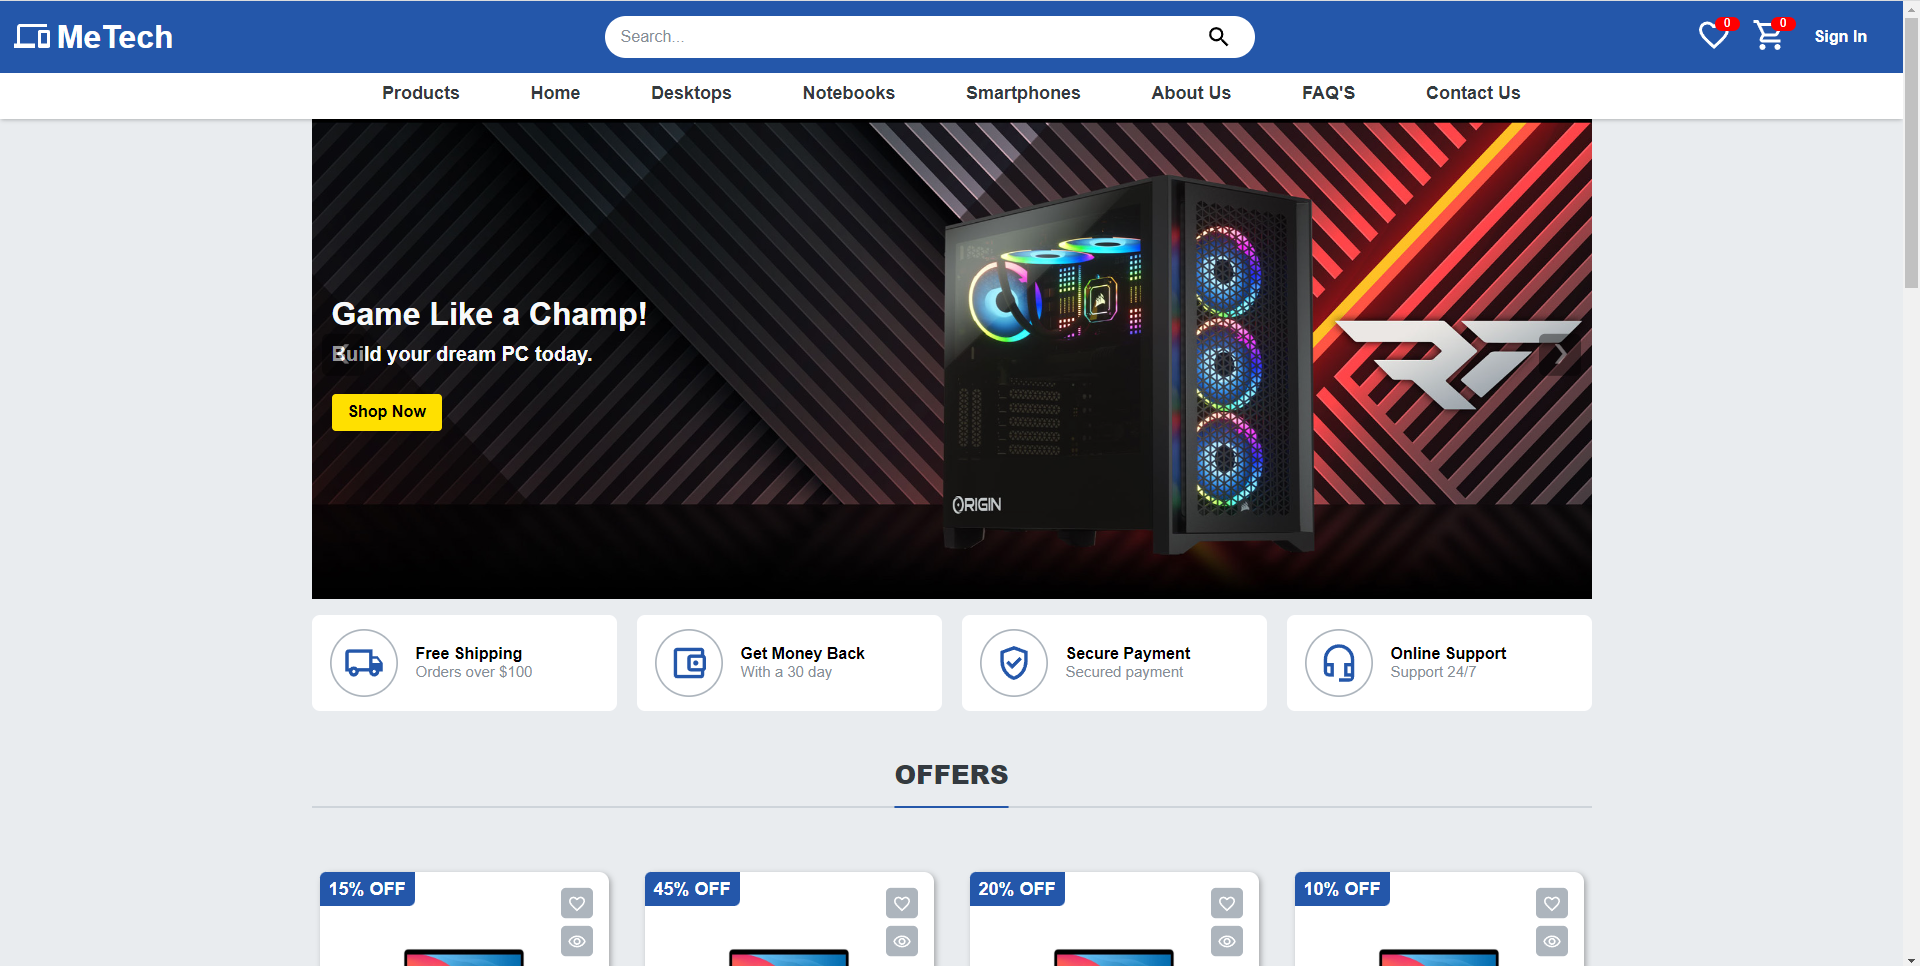 MeTech
Search...
0
0
Sign In
Products Home Desktops Notebooks Smartphones About Us FAQ'S Contact Us
Game Like a Champ!
Build your dream PC today.
Shop Now
ORIGIN
Free Shipping
Orders over $100
Get Money Back
With a 30 day
Secure Payment
Secured payment
Online Support
Support 24/7
OFFERS
15% OFF
45% OFF
20% OFF
10% OFF